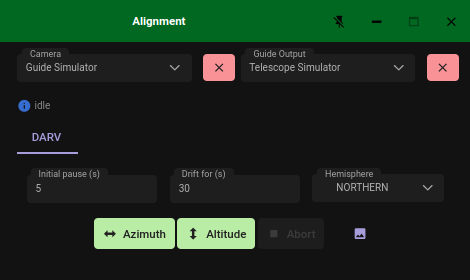 Alignment
Camera Guide Output
Guide Simulator Telescope Simulator
idle
DARV
Initial pause (s) Drift for (s) Hemisphere
5 30 NORTHERN
Azimuth Altitude Abort